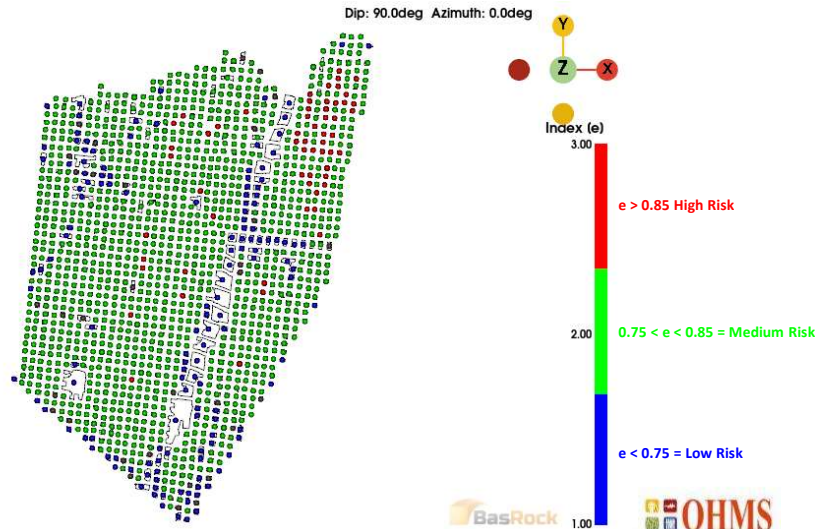 Dip: 90.0deg Azimuth: 0.0deg
Y
Z
X
Index (e)
3.00
e > 0.85 High Risk
2.00
0.75 < e < 0.85 = Medium Risk
e < 0.75 = Low Risk
1.00
BasRock
OHMS